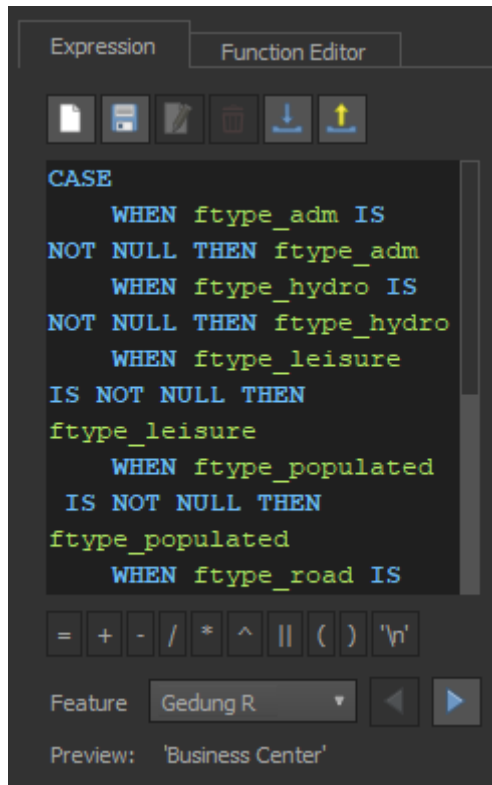 Expression Function Editor
CASE
WHEN ftype_adm IS
NOT NULL THEN ftype_adm
WHEN ftype_hydro IS
NOT NULL THEN ftype_hydro
WHEN ftype_leisure
IS NOT NULL THEN
ftype_leisure
WHEN ftype_populated
IS NOT NULL THEN
ftype_populated
WHEN ftype_road IS
= + - / * ^ || ( ) '\n'
Feature Gedung R
Preview: 'Business Center'